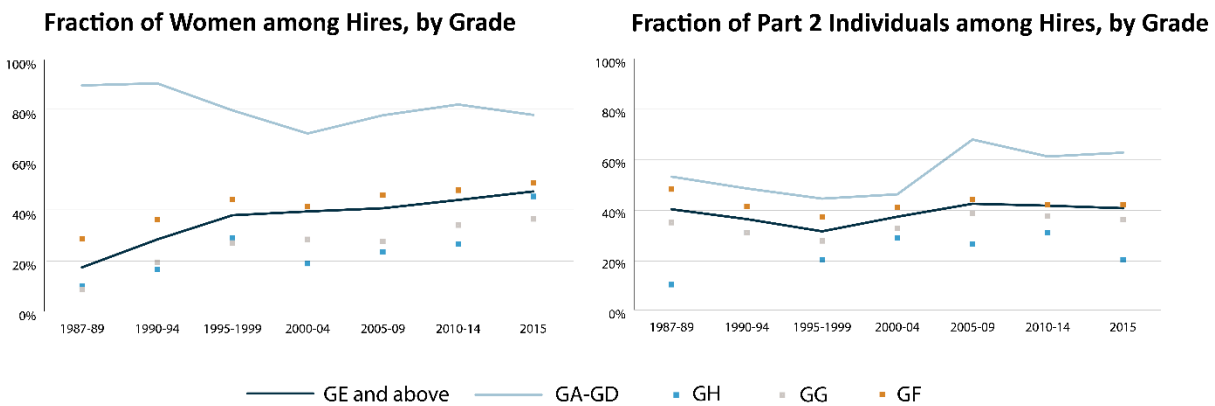 Fraction of Women among Hires, by Grade
100%
80%
60%
40%
20%
0%
1987-89 1990-94 1995-1999 2000-04 2005-09 2010-14 2015
Fraction of Part 2 Individuals among Hires, by Grade
100%
80%
60%
40%
20%
0%
1987-89 1990-94 1995-1999 2000-04 2005-09 2010-14 2015
GE and above GA-GD GH GG GF